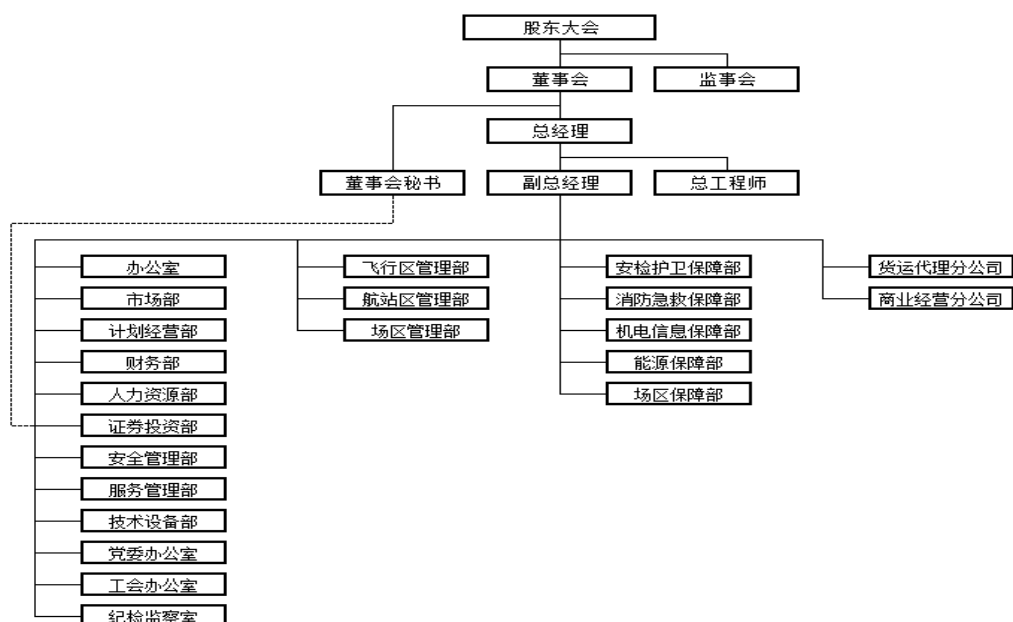 股东大会
董事会
监事会
总经理
董事会秘书
副总经理
总工程师
办公室
市场部
计划经营部
财务部
人力资源部
证券投资部
安全管理部
服务管理部
技术设备部
党委办公室
工会办公室
纪检监察室
飞行区管理部
航站区管理部
场区管理部
安检护卫保障部
消防急救保障部
机电信息保障部
能源保障部
场区保障部
货运代理分公司
商业经营分公司